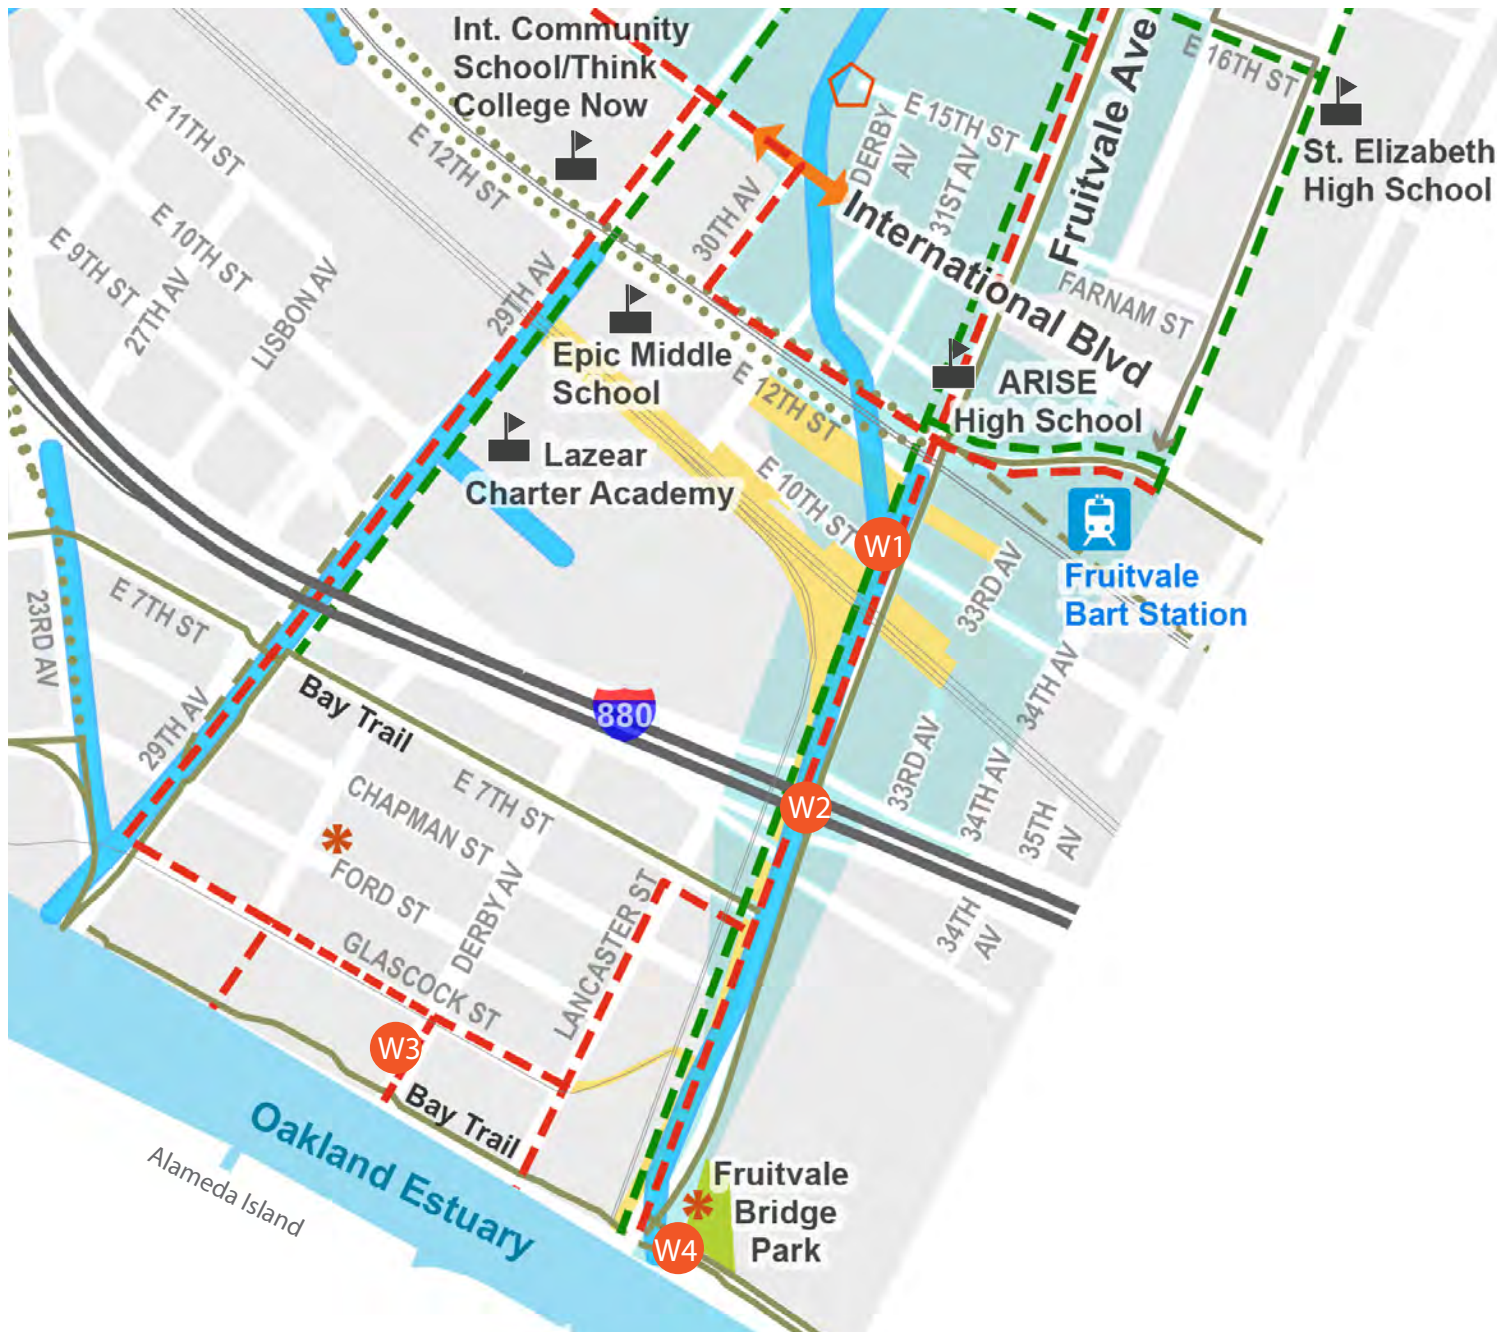 Int. Community
School/Think
College Now
Fruitvale Ave
E 16TH ST
E 11TH ST
E 12TH ST
DERBY
AV
E 15TH ST
31ST AV
St. Elizabeth
High School
30TH AV
International Blvd
E 10TH ST
E 9TH ST
27TH AV
LISBON AV
29TH AV
FARNAM ST
Epic Middle
School
E 12TH ST
ARISE
High School
Lazear
Charter Academy
E 10TH ST
W1
Fruitvale
Bart Station
33RD AV
23RD AV
E 7TH ST
34TH AV
29TH AV
Bay Trail
880
33RD AV
34TH AV
35TH
AV
E 7TH ST
CHAPMAN ST
W2
FORD ST
DERBY AV
LANCASTER ST
34TH
AV
GLASCOCK ST
W3
Bay Trail
Oakland Estuary
Alameda Island
Fruitvale
Bridge
Park
W4